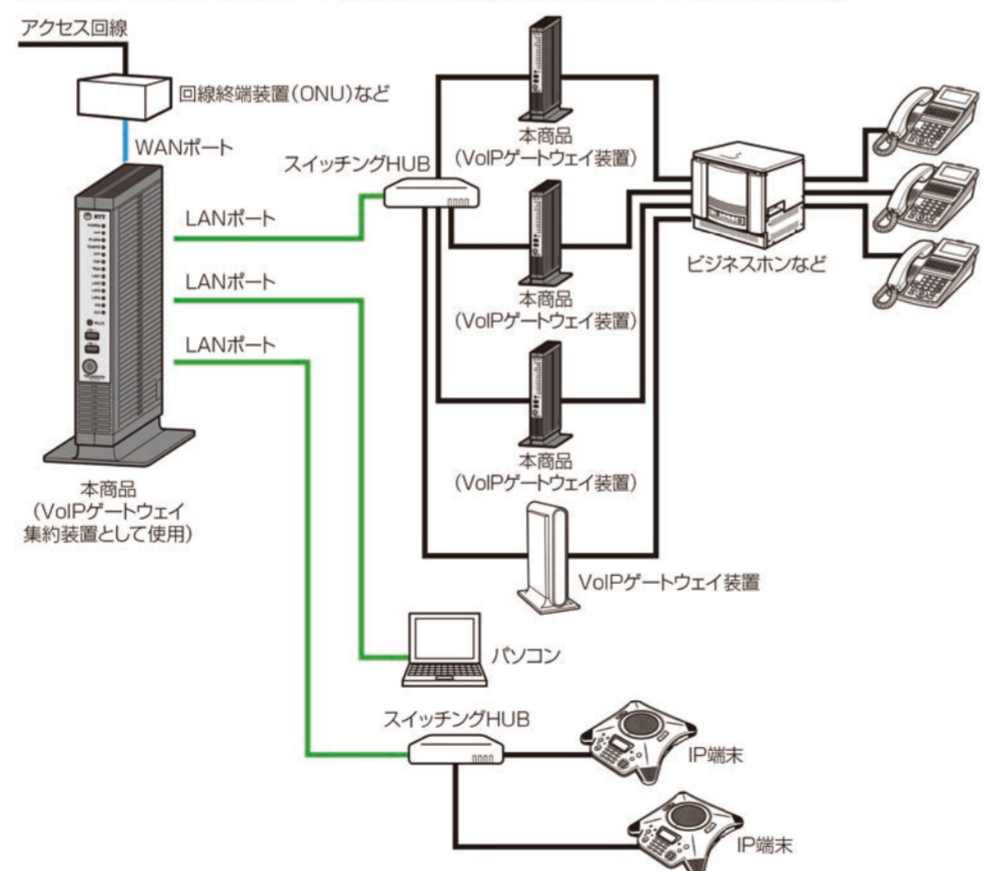 アクセス回線
回線終端装置(ONU)など
WANポート
スイッチングHUB
LANポート
LANポート
LANポート
NTT
本商品
(VoIPゲートウェイ
集約装置として使用)
本商品
(VoIPゲートウェイ装置)
本商品
(VoIPゲートウェイ装置)
本商品
(VoIPゲートウェイ装置)
VoIPゲートウェイ装置
ビジネスホンなど
パソコン
スイッチングHUB
IP端末
IP端末